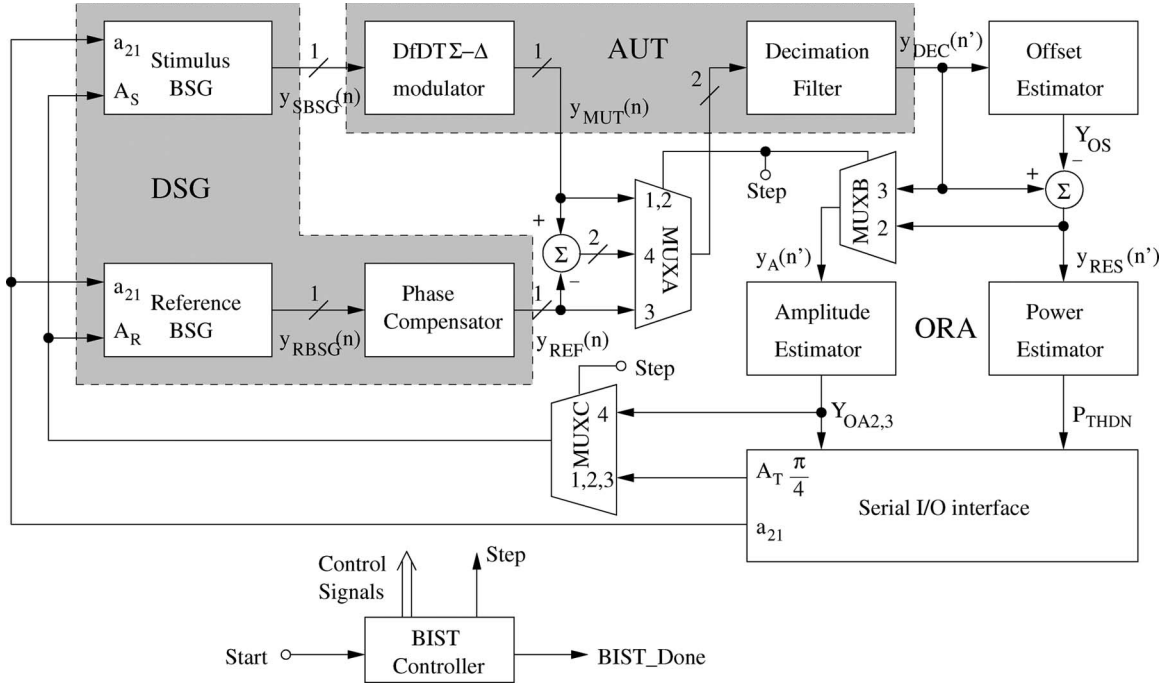 a21
Stimulus
BSG
AS
1
ySBSG(n)
DfDT Σ−Δ
modulator
1
yMUT(n)
AUT
2
Decimation
Filter
yDEC(n')
Offset
Estimator
YOS
−
+
Σ
DSG
Step
3
2
MUXB
1,2
4
3
MUXA
+
Σ
−
2
a21
Reference
BSG
AR
1
yRBSG(n)
Phase
Compensator
1
yREF(n)
yA(n')
yRES(n')
Amplitude
Estimator
ORA
Power
Estimator
Step
MUXC
4
1,2,3
YOA2,3
PTHDN
AT π/4
a21
Serial I/O interface
Control
Signals
Step
Start
BIST
Controller
BIST_Done